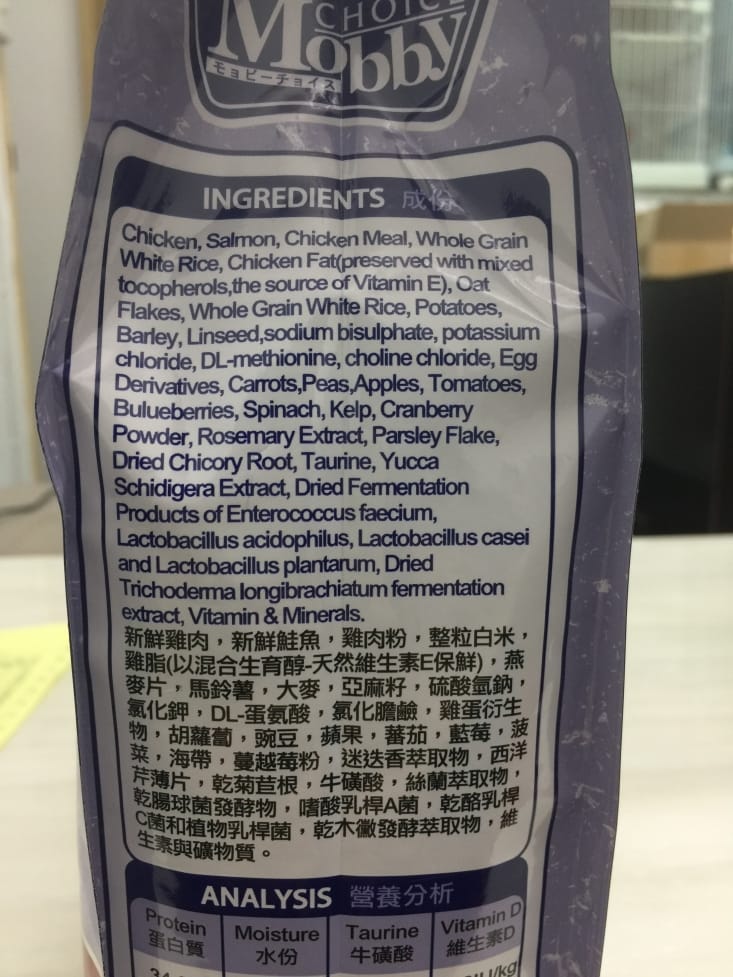 CHOICE
Mobby
モョビーチョイス
INGREDIENTS 成份
Chicken, Salmon, Chicken Meal, Whole Grain
White Rice, Chicken Fat(preserved with mixed
tocopherols,the source of Vitamin E), Oat
Flakes, Whole Grain White Rice, Potatoes,
Barley, Linseed,sodium bisulphate, potassium
chloride, DL-methionine, choline chloride, Egg
Derivatives, Carrots,Peas,Apples, Tomatoes,
Bulueberries, Spinach, Kelp, Cranberry
Powder, Rosemary Extract, Parsley Flake,
Dried Chicory Root, Taurine, Yucca
Schidigera Extract, Dried Fermentation
Products of Enterococcus faecium,
Lactobacillus acidophilus, Lactobacillus casei
and Lactobacillus plantarum, Dried
Trichoderma longibrachiatum fermentation
extract, Vitamin & Minerals.
新鮮雞肉，新鮮鮭魚，雞肉粉，整粒白米，
雞脂(以混合生育醇-天然維生素E保鮮)，燕
麥片，馬鈴薯，大麥，亞麻籽，硫酸氫鈉，
氯化鉀，DL-蛋氨酸，氯化膽鹼，雞蛋衍生
物，胡蘿蔔，豌豆，蘋果，蕃茄，藍莓，菠
菜，海帶，蔓越莓粉，迷迭香萃取物，西洋
芹薄片，乾菊苣根，牛磺酸，絲蘭萃取物，
乾腸球菌發酵物，嗜酸乳桿A菌，乾酪乳桿
C菌和植物乳桿菌，乾木黴發酵萃取物，維
生素與礦物質。
ANALYSIS 營養分析
Protein Moisture Taurine Vitamin D
蛋白質 水份 牛磺酸 維生素D